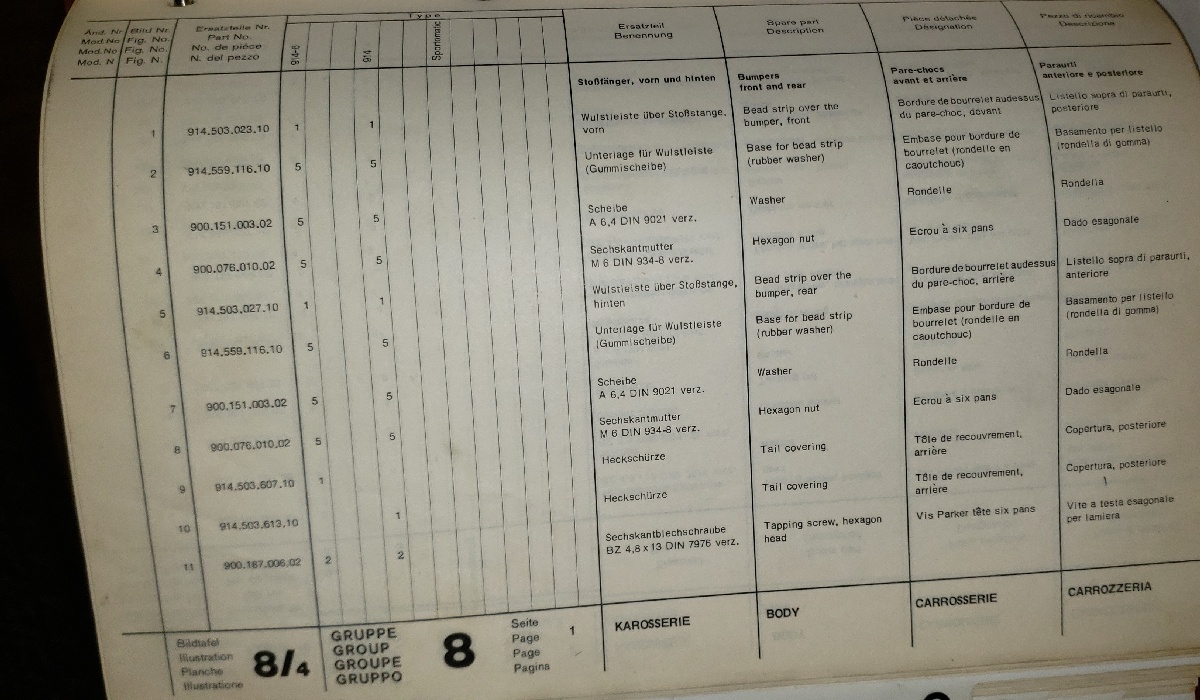 Type
Änd. Nr. Bild Nr. Ersatzteile Nr. Ersatzteil Spare part Pièce détachée
Mod.No. Fig. No. Part No. Benennung Description Désignation Descrizione
Mod.No. Fig. No. No. de pièce 914-6 914
Mod. N Fig. N. N. del pezzo
Stoßfänger, vorn und hinten Bumpers Pare-chocs Paraurti
front and rear avant et arrière anteriore e posteriore
1 914.503.023.10 1 1 Wulstleiste über Stoßstange, Bead strip over the Bordure de bourrelet audessus Listello sopra di paraurti,
vorn bumper, front du pare-choc, devant posteriore
2 914.559.116.10 5 5 Unterlage für Wulstleiste Base for bead strip Embase pour bordure de Basamento per listello
(Gummischeibe) (rubber washer) bourrelet (rondelle en (rondella di gomma)
caoutchouc)
3 900.151.003.02 5 5 Scheibe Washer Rondelle Rondella
A 6,4 DIN 9021 verz.
4 900.076.010.02 5 5 Sechskantmutter Hexagon nut Ecrou à six pans Dado esagonale
M 6 DIN 934-8 verz.
5 914.503.027.10 1 1 Wulstleiste über Stoßstange, Bead strip over the Bordure de bourrelet audessus Listello sopra di paraurti,
hinten bumper, rear du pare-choc, arrière anteriore
6 914.559.116.10 5 5 Unterlage für Wulstleiste Base for bead strip Embase pour bordure de Basamento per listello
(Gummischeibe) (rubber washer) bourrelet (rondelle en (rondella di gomma)
caoutchouc)
7 900.151.003.02 5 5 Scheibe Washer Rondelle Rondella
A 6,4 DIN 9021 verz.
8 900.076.010.02 5 5 Sechskantmutter Hexagon nut Ecrou à six pans Dado esagonale
M 6 DIN 934-8 verz.
9 914.503.607.10 1 Heckschürze Tail covering Tôle de recouvrement, Copertura, posteriore
arrière
10 914.503.613.10 1 Heckschürze Tail covering Tôle de recouvrement, Copertura, posteriore
arrière
11 900.167.006.02 2 2 Sechskantblechschraube Tapping screw, hexagon Vis Parker tête six pans Vite a testa esagonale
BZ 4,8 x 13 DIN 7976 verz. head per lamiera
Bildtafel
Illustration
Planche
Illustratione
8/4
GRUPPE
GROUP
GROUPE
GRUPPO
8
Seite
Page
Page
Pagina
1
KAROSSERIE BODY CARROSSERIE CARROZZERIA